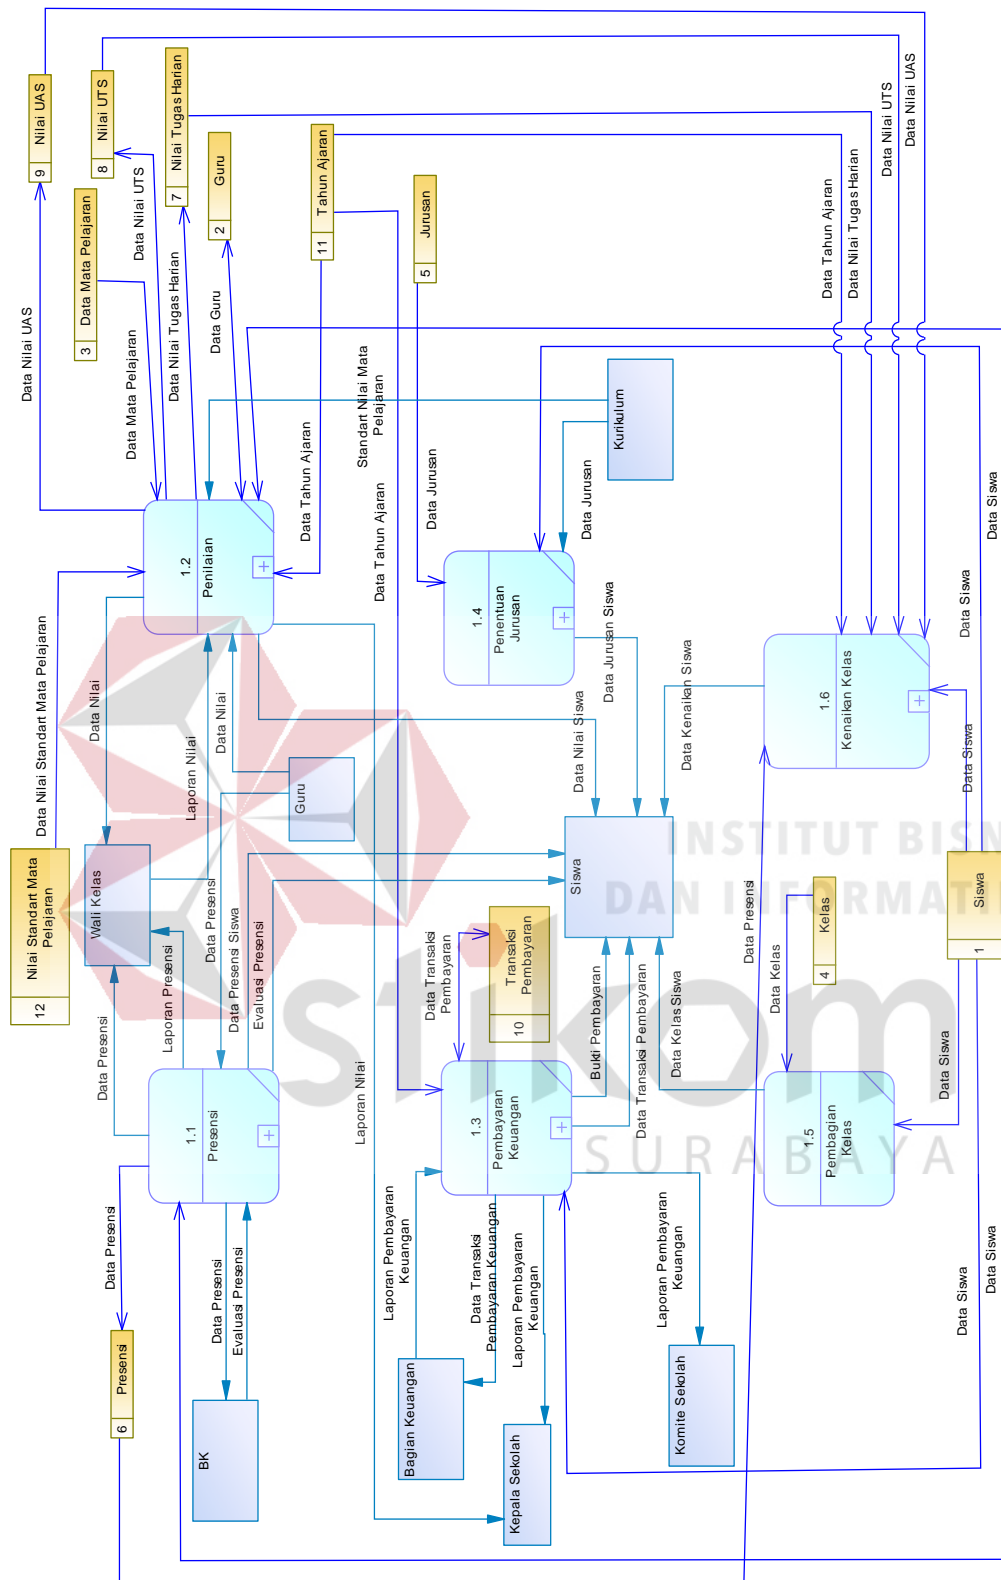 9
Nilai UAS
8
Nilai UTS
7
Nilai Tugas Harian
3
Data Mata Pelajaran
2
Guru
11
Tahun Ajaran
5
Jurusan
Data Nilai UAS
Data Nilai UTS
Data Mata Pelajaran
Data Nilai Tugas Harian
Data Guru
Data Tahun Ajaran
Standart Nilai Mata
Pelajaran
Data Tahun Ajaran
Data Jurusan
Data Jurusan
Kurikulum
Data Tahun Ajaran
Data Nilai Tugas Harian
Data Nilai UTS
Data Nilai UAS
Data Siswa
Data Siswa
1.2
Penilaian
1.4
Penentuan
Jurusan
1.6
Kenaikan Kelas
Data Nilai Standart Mata Pelajaran
Data Nilai
Laporan Nilai
Data Nilai
Data Nilai Siswa
Data Jurusan Siswa
Data Kenaikan Siswa
Data Siswa
12
Nilai Standart Mata
Pelajaran
Wali Kelas
Guru
Siswa
4
Kelas
1
Siswa
10
Transaksi
Pembayaran
Data Presensi
Laporan Presensi
Data Presensi
Data Presensi Siswa
Evaluasi Presensi
Data Transaksi
Pembayaran
Bukti Pembayaran
Data Transaksi Pembayaran
Data Kelas Siswa
Data Presensi
Data Kelas
Data Siswa
Laporan Nilai
1.1
Presensi
1.3
Pembayaran
Keuangan
1.5
Pembagian
Kelas
Data Presensi
Data Presensi
Evaluasi Presensi
Laporan Pembayaran
Keuangan
Data Transaksi
Pembayaran Keuangan
Laporan Pembayaran
Keuangan
Laporan Pembayaran
Keuangan
Data Siswa
Data Siswa
6
Presensi
BK
Bagian Keuangan
Kepala Sekolah
Komite Sekolah
INSTITUT BISN
DAN INFORMATI
stikom
SURABAYA